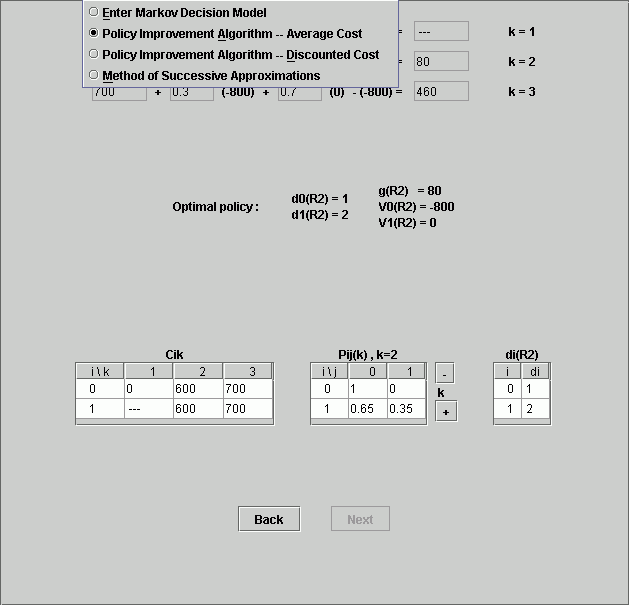 Enter Markov Decision Model
Policy Improvement Algorithm -- Average Cost = --- k = 1
Policy Improvement Algorithm -- Discounted Cost = 80 k = 2
Method of Successive Approximations
700 + 0.3 (-800) + 0.7 (0) - (-800) = 460 k = 3
Optimal policy :
d0(R2) = 1
d1(R2) = 2
g(R2) = 80
V0(R2) = -800
V1(R2) = 0
Cik
i \ k 1 2 3
0 0 600 700
1 --- 600 700
Pij(k) , k=2
i \ j 0 1
0 1 0
1 0.65 0.35
-
k
+
di(R2)
i di
0 1
1 2
Back
Next